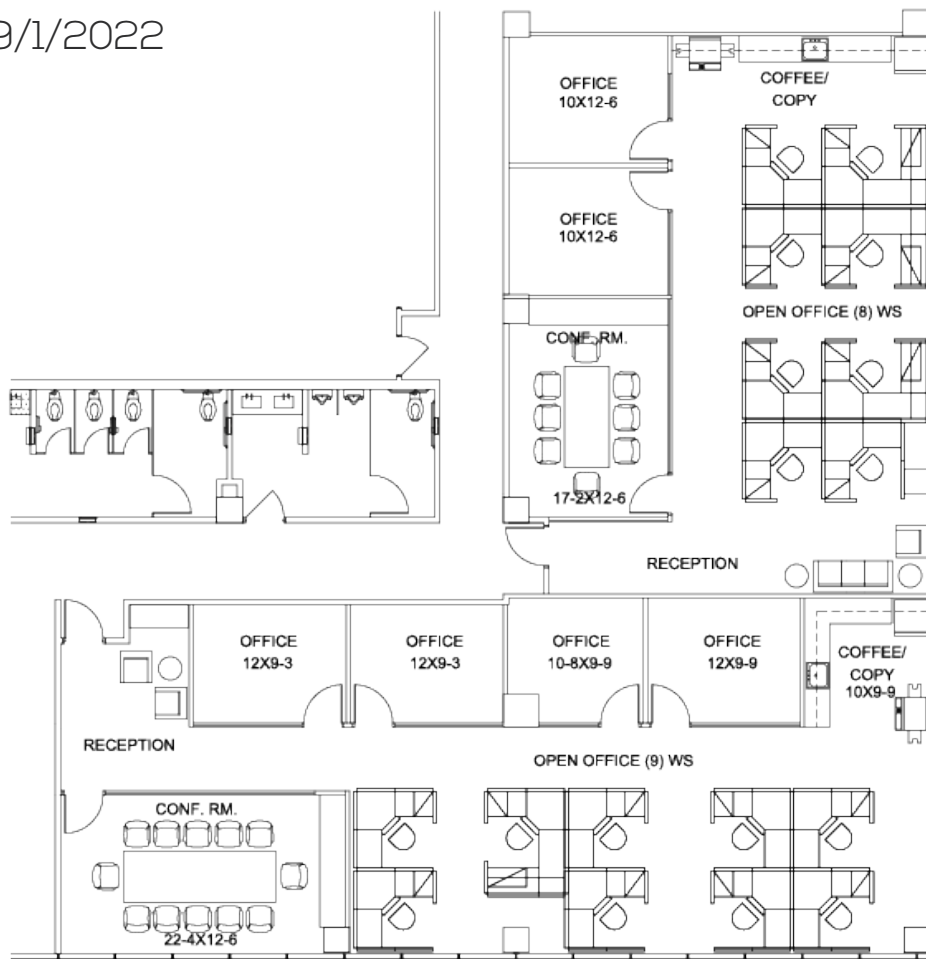 9/1/2022
OFFICE
10X12-6
COFFEE/
COPY
OFFICE
10X12-6
OPEN OFFICE (8) WS
CONF. RM.
17-2X12-6
RECEPTION
OFFICE
12X9-3
OFFICE
12X9-3
OFFICE
10-8X9-9
OFFICE
12X9-9
COFFEE/
COPY
10X9-9
RECEPTION
OPEN OFFICE (9) WS
CONF. RM.
22-4X12-6